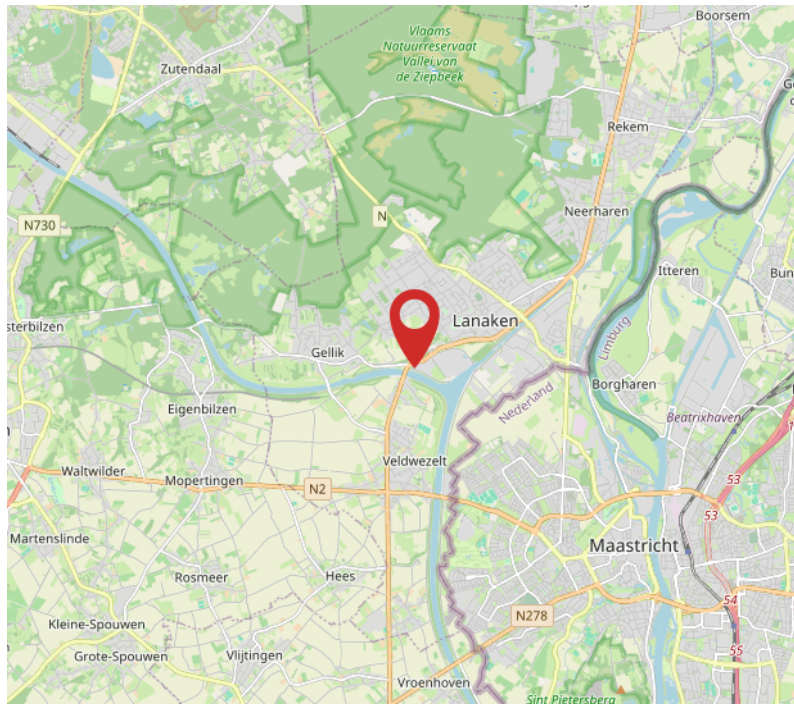 Boorsem
Vlaams
Natuurreservaat
Vallei van
de Ziepbeek
Zutendaal
Rekem
N730
N
Neerharen
Itteren
Bun
sterbilzen
Lanaken
Limburg
Gellik
Borgharen
Nederland
Eigenbilzen
Beatrixhaven
Veldwezelt
Waltwilder
Mopertingen
N2
53
53
Martenslinde
Maastricht
Rosmeer
Hees
54
N278
Kleine-Spouwen
Grote-Spouwen
Vlijtingen
55
Vroenhoven
Sint Pietersberg